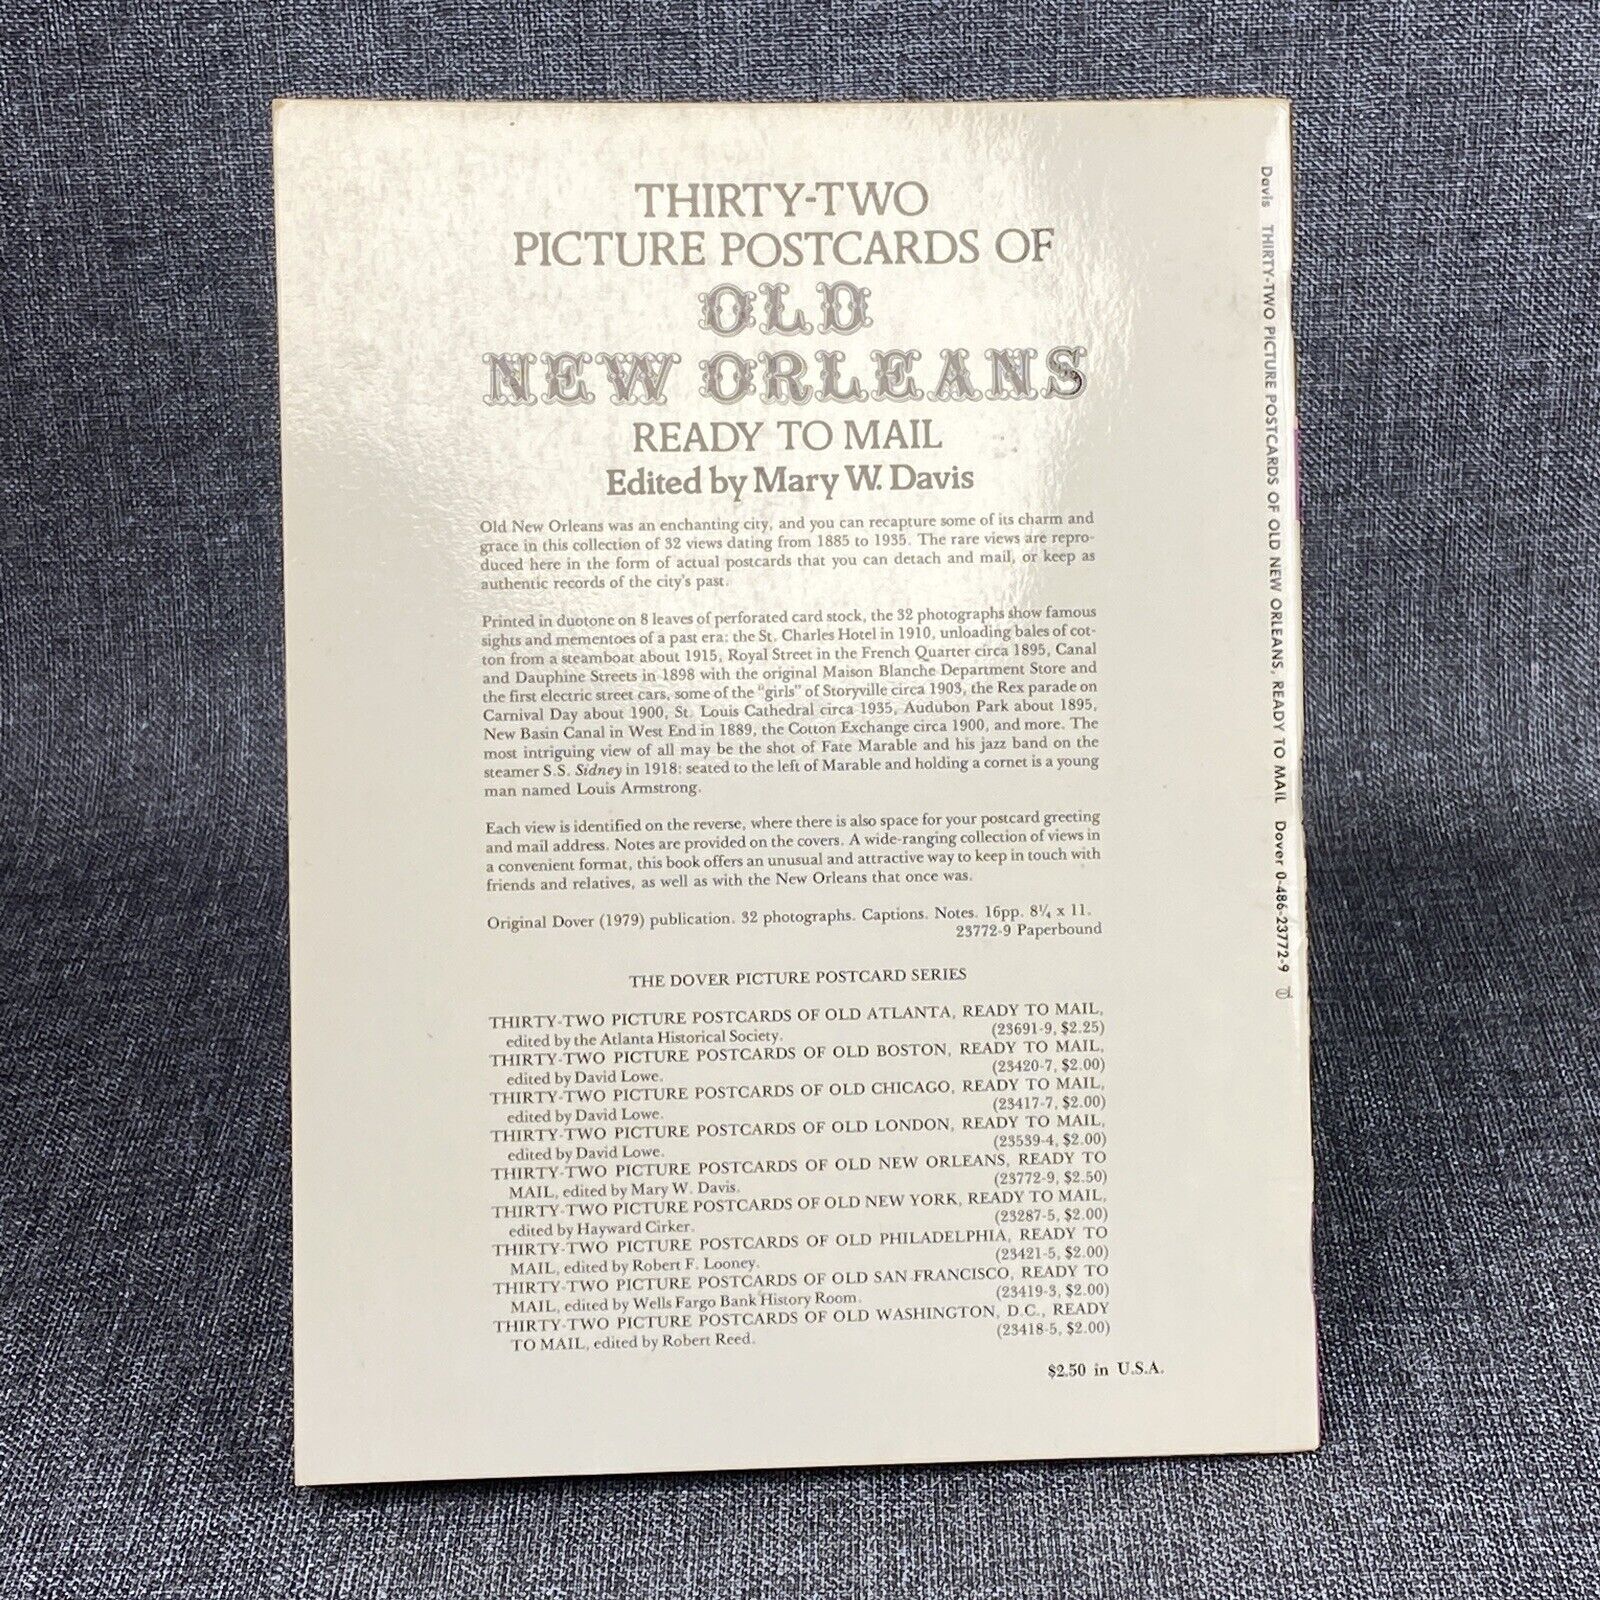 THIRTY-TWO
PICTURE POSTCARDS OF
OLD
NEW ORLEANS
READY TO MAIL
Edited by Mary W. Davis
Old New Orleans was an enchanting city, and you can recapture some of its charm and
grace in this collection of 32 views dating from 1885 to 1935. The rare views are repro-
duced here in the form of actual postcards that you can detach and mail, or keep as
authentic records of the city's past.
Printed in duotone on 8 leaves of perforated card stock, the 32 photographs show famous
sights and mementoes of a past era: the St. Charles Hotel in 1910, unloading bales of cot-
ton from a steamboat about 1915, Royal Street in the French Quarter circa 1895, Canal
and Dauphine Streets in 1898 with the original Maison Blanche Department Store and
the first electric street cars, some of the "girls" of Storyville circa 1903, the Rex parade on
Carnival Day about 1900, St. Louis Cathedral circa 1935, Audubon Park about 1895,
New Basin Canal in West End in 1889, the Cotton Exchange circa 1900, and more. The
most intriguing view of all may be the shot of Fate Marable and his jazz band on the
steamer S.S. Sidney in 1918: seated to the left of Marable and holding a cornet is a young
man named Louis Armstrong.
Each view is identified on the reverse, where there is also space for your postcard greeting
and mail address. Notes are provided on the covers. A wide-ranging collection of views in
a convenient format, this book offers an unusual and attractive way to keep in touch with
friends and relatives, as well as with the New Orleans that once was.
Original Dover (1979) publication. 32 photographs. Captions. Notes. 16pp. 8¼ x 11.
23772-9 Paperbound
THE DOVER PICTURE POSTCARD SERIES
THIRTY-TWO PICTURE POSTCARDS OF OLD ATLANTA, READY TO MAIL,
edited by the Atlanta Historical Society. (23691-9, $2.25)
THIRTY-TWO PICTURE POSTCARDS OF OLD BOSTON, READY TO MAIL,
edited by David Lowe. (23420-7, $2.00)
THIRTY-TWO PICTURE POSTCARDS OF OLD CHICAGO, READY TO MAIL,
edited by David Lowe. (23417-7, $2.00)
THIRTY-TWO PICTURE POSTCARDS OF OLD LONDON, READY TO MAIL,
edited by David Lowe. (23539-4, $2.00)
THIRTY-TWO PICTURE POSTCARDS OF OLD NEW ORLEANS, READY TO
MAIL, edited by Mary W. Davis. (23772-9, $2.50)
THIRTY-TWO PICTURE POSTCARDS OF OLD NEW YORK, READY TO MAIL,
edited by Hayward Cirker. (23287-5, $2.00)
THIRTY-TWO PICTURE POSTCARDS OF OLD PHILADELPHIA, READY TO
MAIL, edited by Robert F. Looney. (23421-5, $2.00)
THIRTY-TWO PICTURE POSTCARDS OF OLD SAN FRANCISCO, READY TO
MAIL, edited by Wells Fargo Bank History Room. (23419-3, $2.00)
THIRTY-TWO PICTURE POSTCARDS OF OLD WASHINGTON, D.C., READY
TO MAIL, edited by Robert Reed. (23418-5, $2.00)
$2.50 in U.S.A.
Davis THIRTY-TWO PICTURE POSTCARDS OF OLD NEW ORLEANS, READY TO MAIL Dover 0-486-23772-9